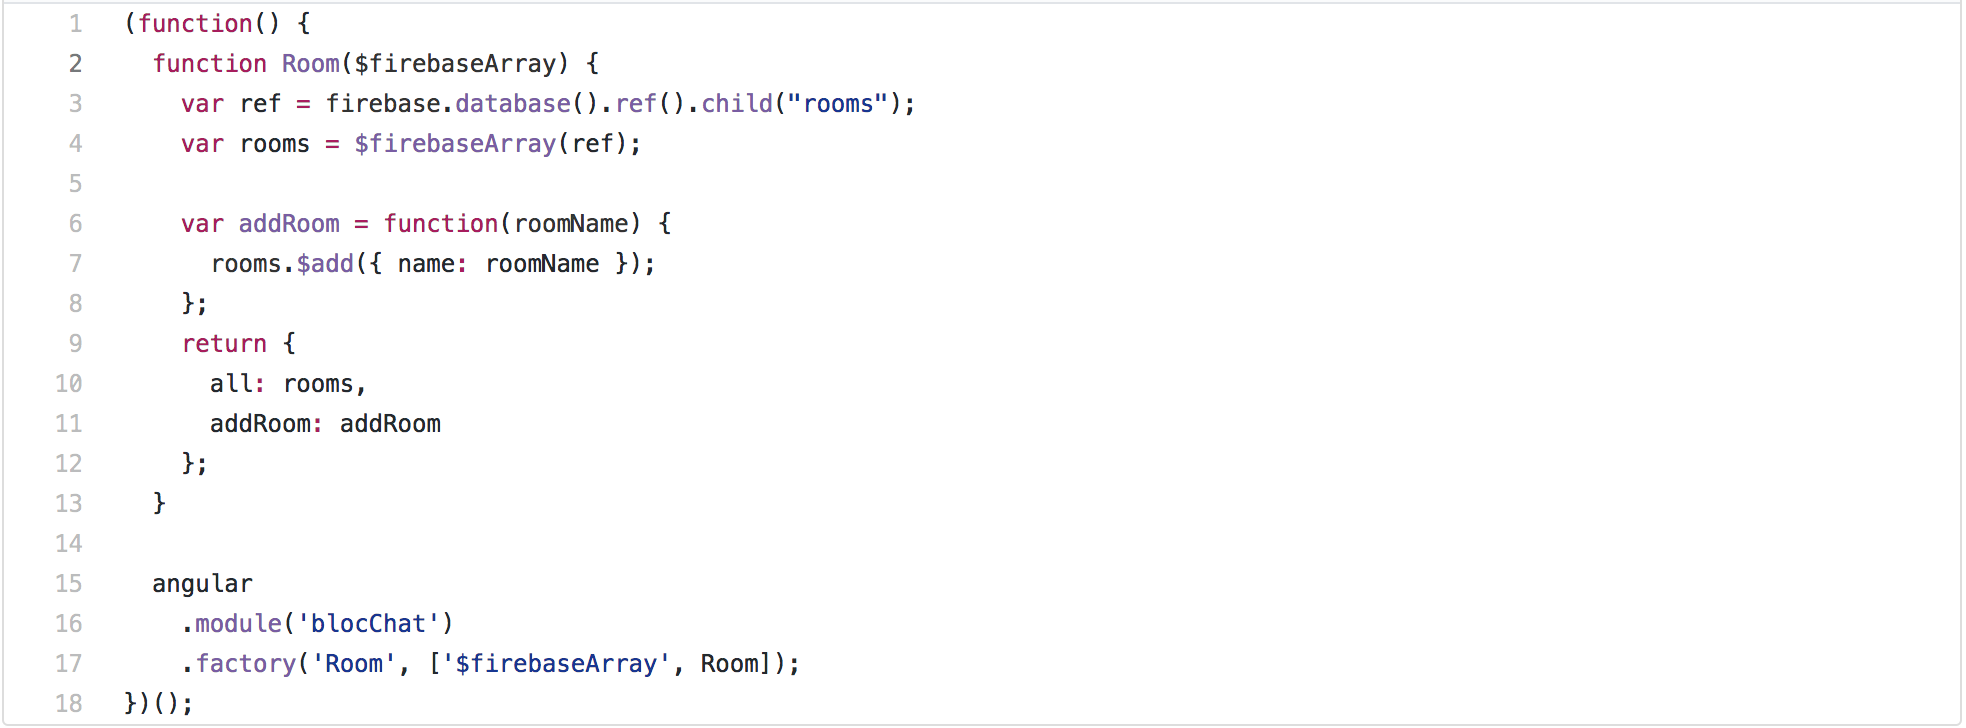 1 (function() {
2   function Room($firebaseArray) {
3     var ref = firebase.database().ref().child("rooms");
4     var rooms = $firebaseArray(ref);
5
6     var addRoom = function(roomName) {
7       rooms.$add({ name: roomName });
8     };
9     return {
10       all: rooms,
11       addRoom: addRoom
12     };
13   }
14
15   angular
16     .module('blocChat')
17     .factory('Room', ['$firebaseArray', Room]);
18 })();